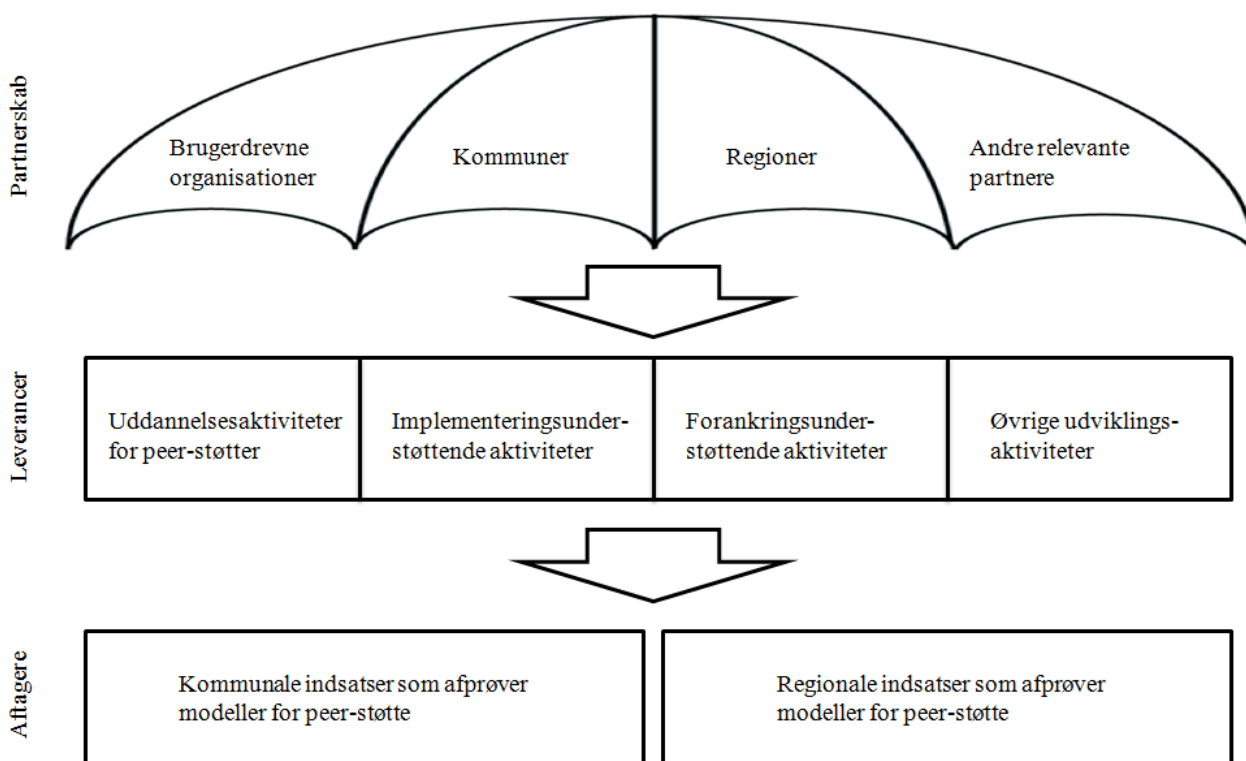 Partnerskab
Brugerdrevne
organisationer
Kommuner
Regioner
Andre relevante
partnere
Leverancer
Uddannelsesaktiviteter
for peer-støtter
Implementeringsunder-
støttende aktiviteter
Forankringsunder-
støttende aktiviteter
Øvrige udviklings-
aktiviteter
Aftagere
Kommunale indsatser som afprøver
modeller for peer-støtte
Regionale indsatser som afprøver
modeller for peer-støtte